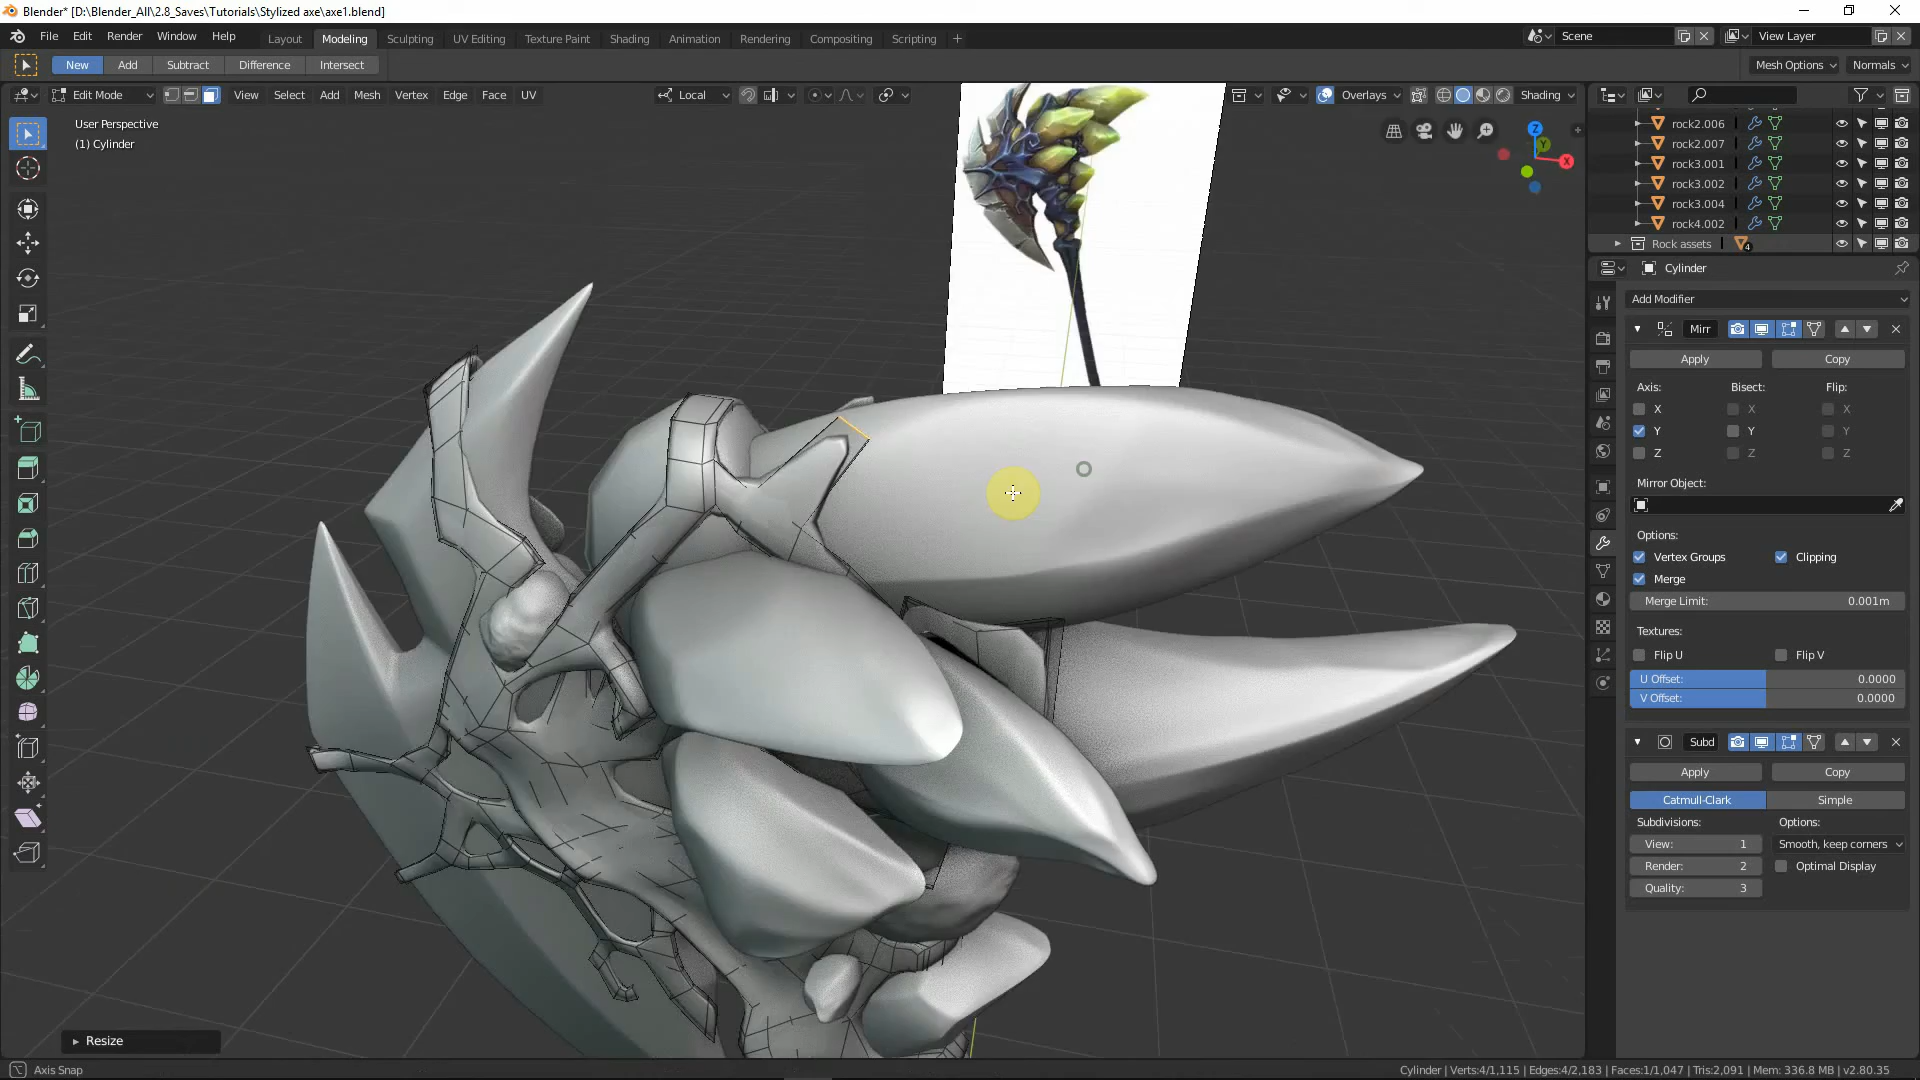 Blender* [D:\Blender_All\2.8_Saves\Tutorials\Stylized axe\axe1.blend]
File Edit Render Window Help Layout Modeling Sculpting UV Editing Texture Paint Shading Animation Rendering Compositing Scripting + Scene View Layer
New Add Subtract Difference Intersect Mesh Options Normals
Edit Mode View Select Add Mesh Vertex Edge Face UV Local Overlays Shading
User Perspective
(1) Cylinder
Z
Y
X
rock2.006
rock2.007
rock3.001
rock3.002
rock3.004
rock4.002
Rock assets 4
Cylinder
Add Modifier
Mirr
Apply Copy
Axis: Bisect: Flip:
X X X
Y Y Y
Z Z Z
Mirror Object:
Options:
Vertex Groups Clipping
Merge
Merge Limit: 0.001m
Textures:
Flip U Flip V
U Offset: 0.0000
V Offset: 0.0000
Subd
Apply Copy
Catmull-Clark Simple
Subdivisions: Options:
View: 1 Smooth, keep corners
Render: 2 Optimal Display
Quality: 3
Resize
Axis Snap Cylinder | Verts:4/1,115 | Edges:4/2,183 | Faces:1/1,047 | Tris:2,091 | Mem: 336.8 MB | v2.80.35